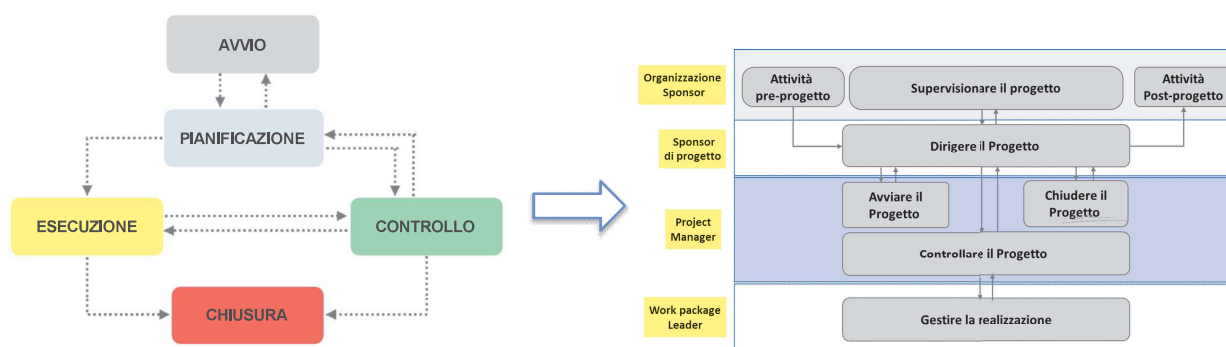 AVVIO
PIANIFICAZIONE
ESECUZIONE
CONTROLLO
CHIUSURA
Organizzazione
Sponsor
Attività
pre-progetto
Supervisionare il progetto
Attività
Post-progetto
Sponsor
di progetto
Dirigere il Progetto
Project
Manager
Avviare il
Progetto
Chiudere il
Progetto
Controllare il Progetto
Work package
Leader
Gestire la realizzazione